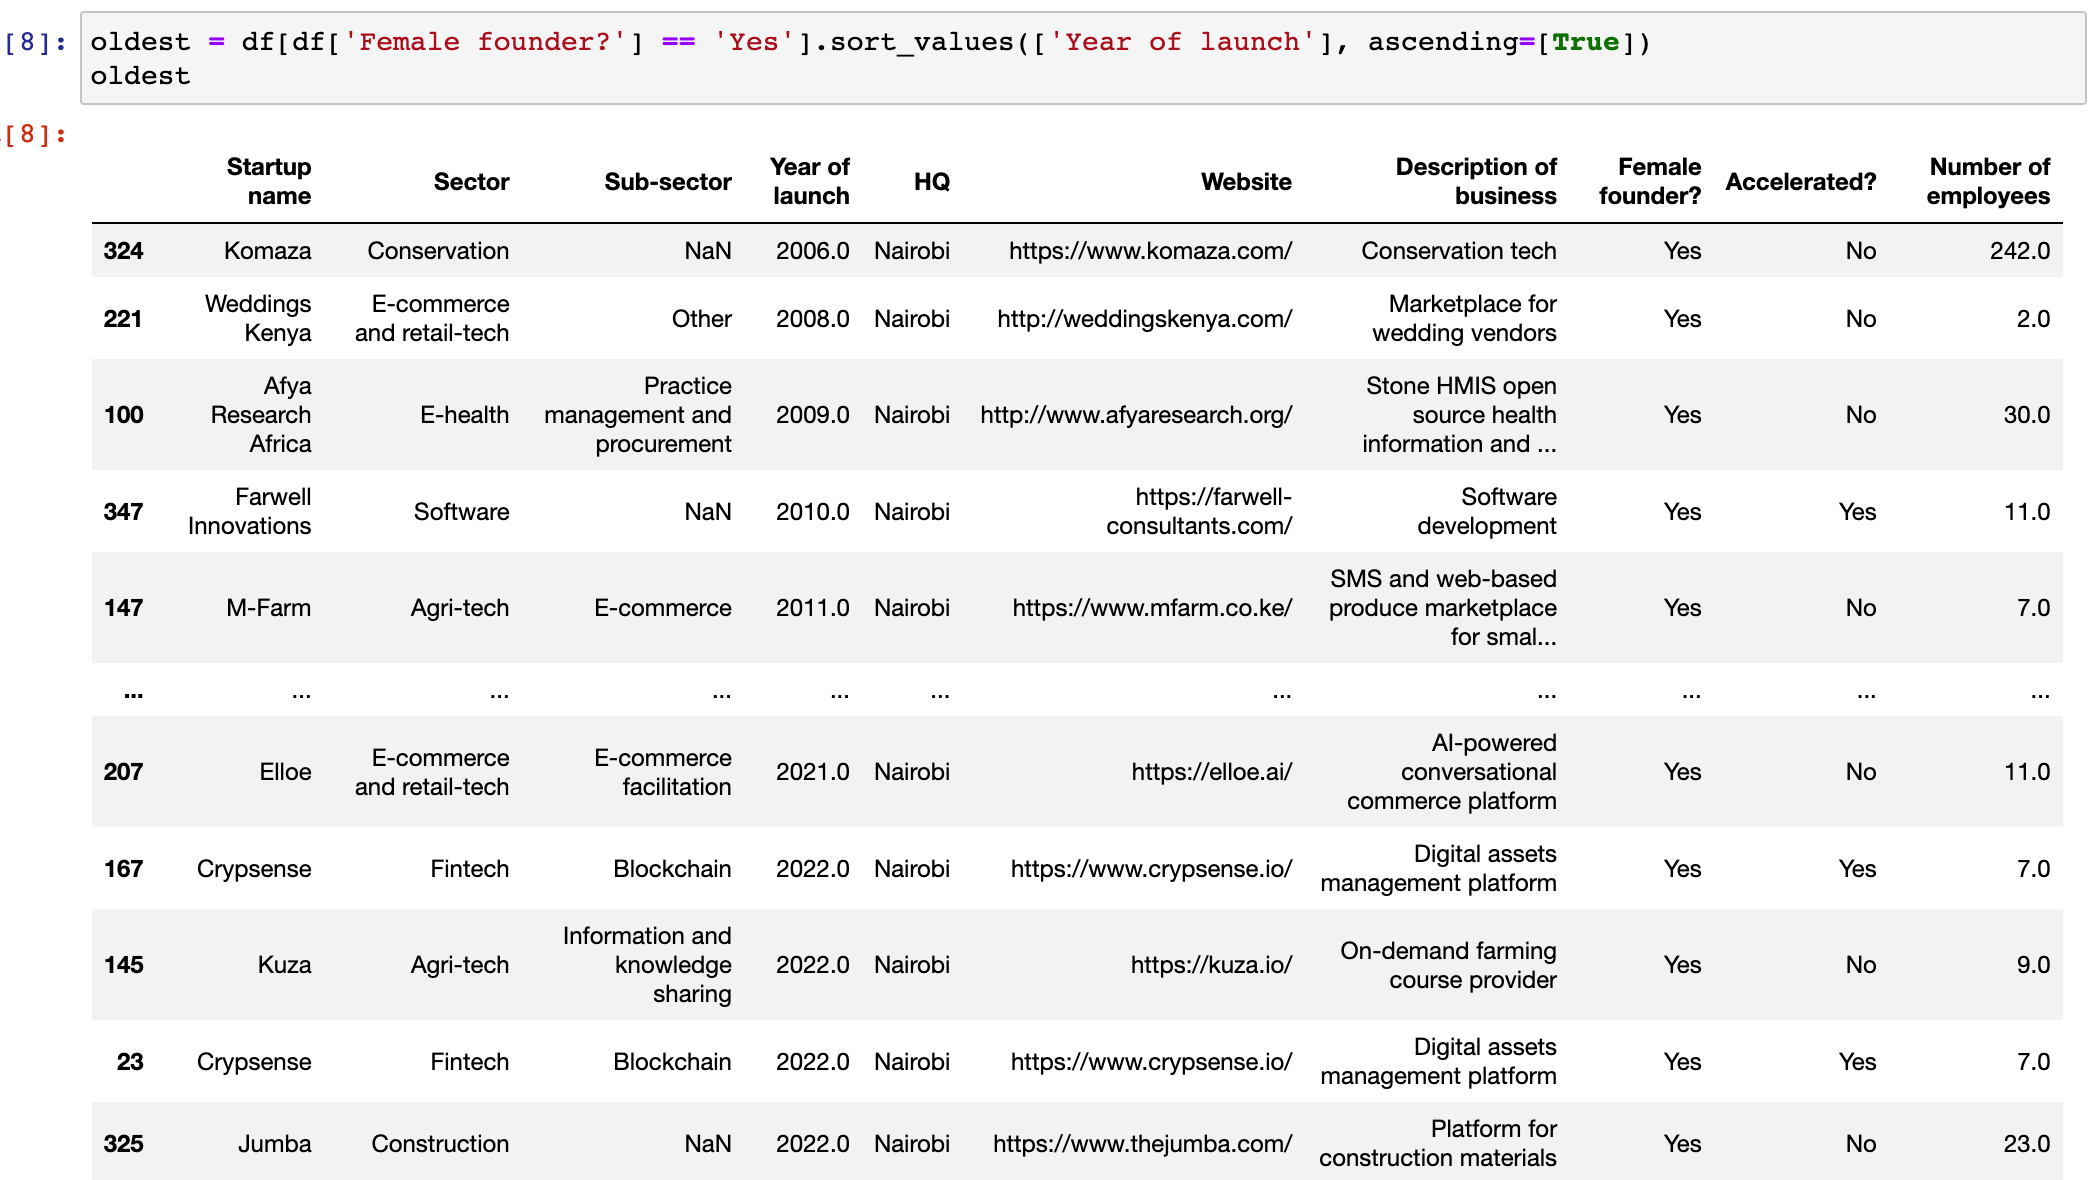 [8]: oldest = df[df['Female founder?'] == 'Yes'].sort_values(['Year of launch'], ascending=[True])
oldest
[8]:
Startup name Sector Sub-sector Year of launch HQ Website Description of business Female founder? Accelerated? Number of employees
324 Komaza Conservation NaN 2006.0 Nairobi https://www.komaza.com/ Conservation tech Yes No 242.0
221 Weddings Kenya E-commerce and retail-tech Other 2008.0 Nairobi http://weddingskenya.com/ Marketplace for wedding vendors Yes No 2.0
100 Afya Research Africa E-health Practice management and procurement 2009.0 Nairobi http://www.afyaresearch.org/ Stone HMIS open source health information and ... Yes No 30.0
347 Farwell Innovations Software NaN 2010.0 Nairobi https://farwell-consultants.com/ Software development Yes Yes 11.0
147 M-Farm Agri-tech E-commerce 2011.0 Nairobi https://www.mfarm.co.ke/ SMS and web-based produce marketplace for smal... Yes No 7.0
... ... ... ... ... ... ... ... ... ... ...
207 Elloe E-commerce and retail-tech E-commerce facilitation 2021.0 Nairobi https://elloe.ai/ AI-powered conversational commerce platform Yes No 11.0
167 Crypsense Fintech Blockchain 2022.0 Nairobi https://www.crypsense.io/ Digital assets management platform Yes Yes 7.0
145 Kuza Agri-tech Information and knowledge sharing 2022.0 Nairobi https://kuza.io/ On-demand farming course provider Yes No 9.0
23 Crypsense Fintech Blockchain 2022.0 Nairobi https://www.crypsense.io/ Digital assets management platform Yes Yes 7.0
325 Jumba Construction NaN 2022.0 Nairobi https://www.thejumba.com/ Platform for construction materials Yes No 23.0